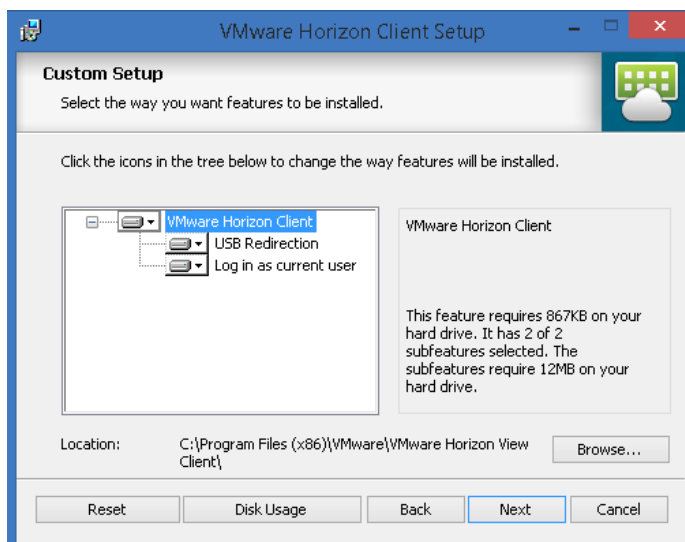 VMware Horizon Client Setup
Custom Setup
Select the way you want features to be installed.
Click the icons in the tree below to change the way features will be installed.
VMware Horizon Client
USB Redirection
Log in as current user
VMware Horizon Client
This feature requires 867KB on your
hard drive. It has 2 of 2
subfeatures selected. The
subfeatures require 12MB on your
hard drive.
Location:
C:\Program Files (x86)\VMware\VMware Horizon View
Client\
Browse...
Reset
Disk Usage
Back
Next
Cancel